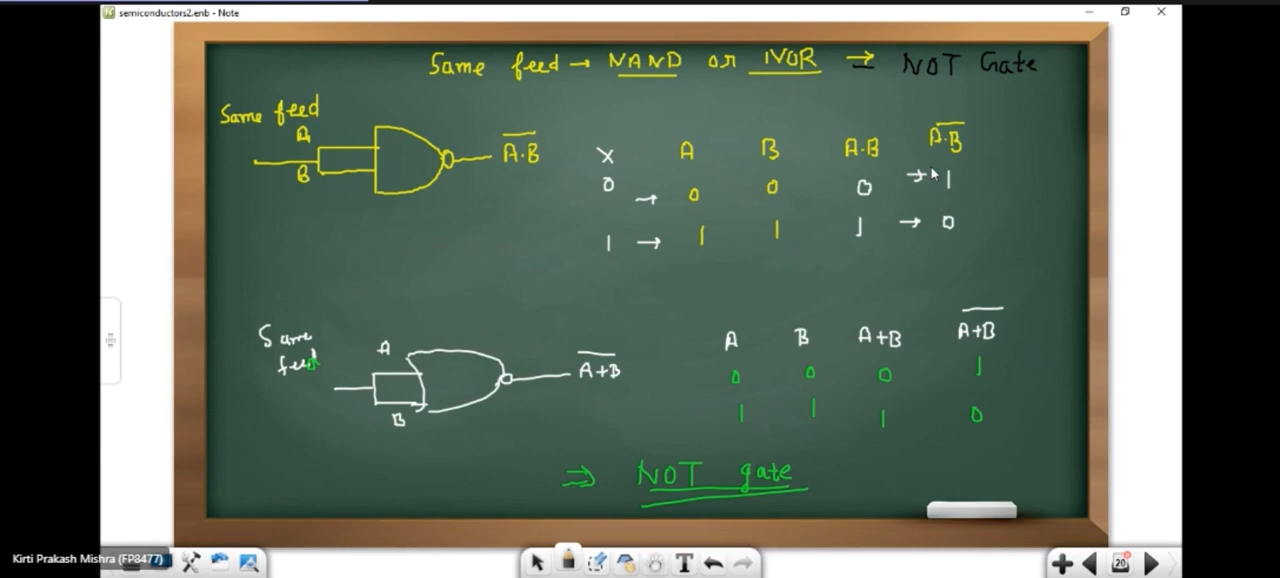 semiconductors2.enb - Note
Same feed → NAND or NOR → NOT Gate
Same feed
A
B
A·B̅
X A B A·B A·B̅
0 → 0 0 0 → 1
1 → 1 1 1 → 0
Same
feed
A
B
A+B̅
A B A+B A+B̅
0 0 0 1
1 1 1 0
⇒ NOT gate
Kirti Prakash Mishra (FP8477)
T
20